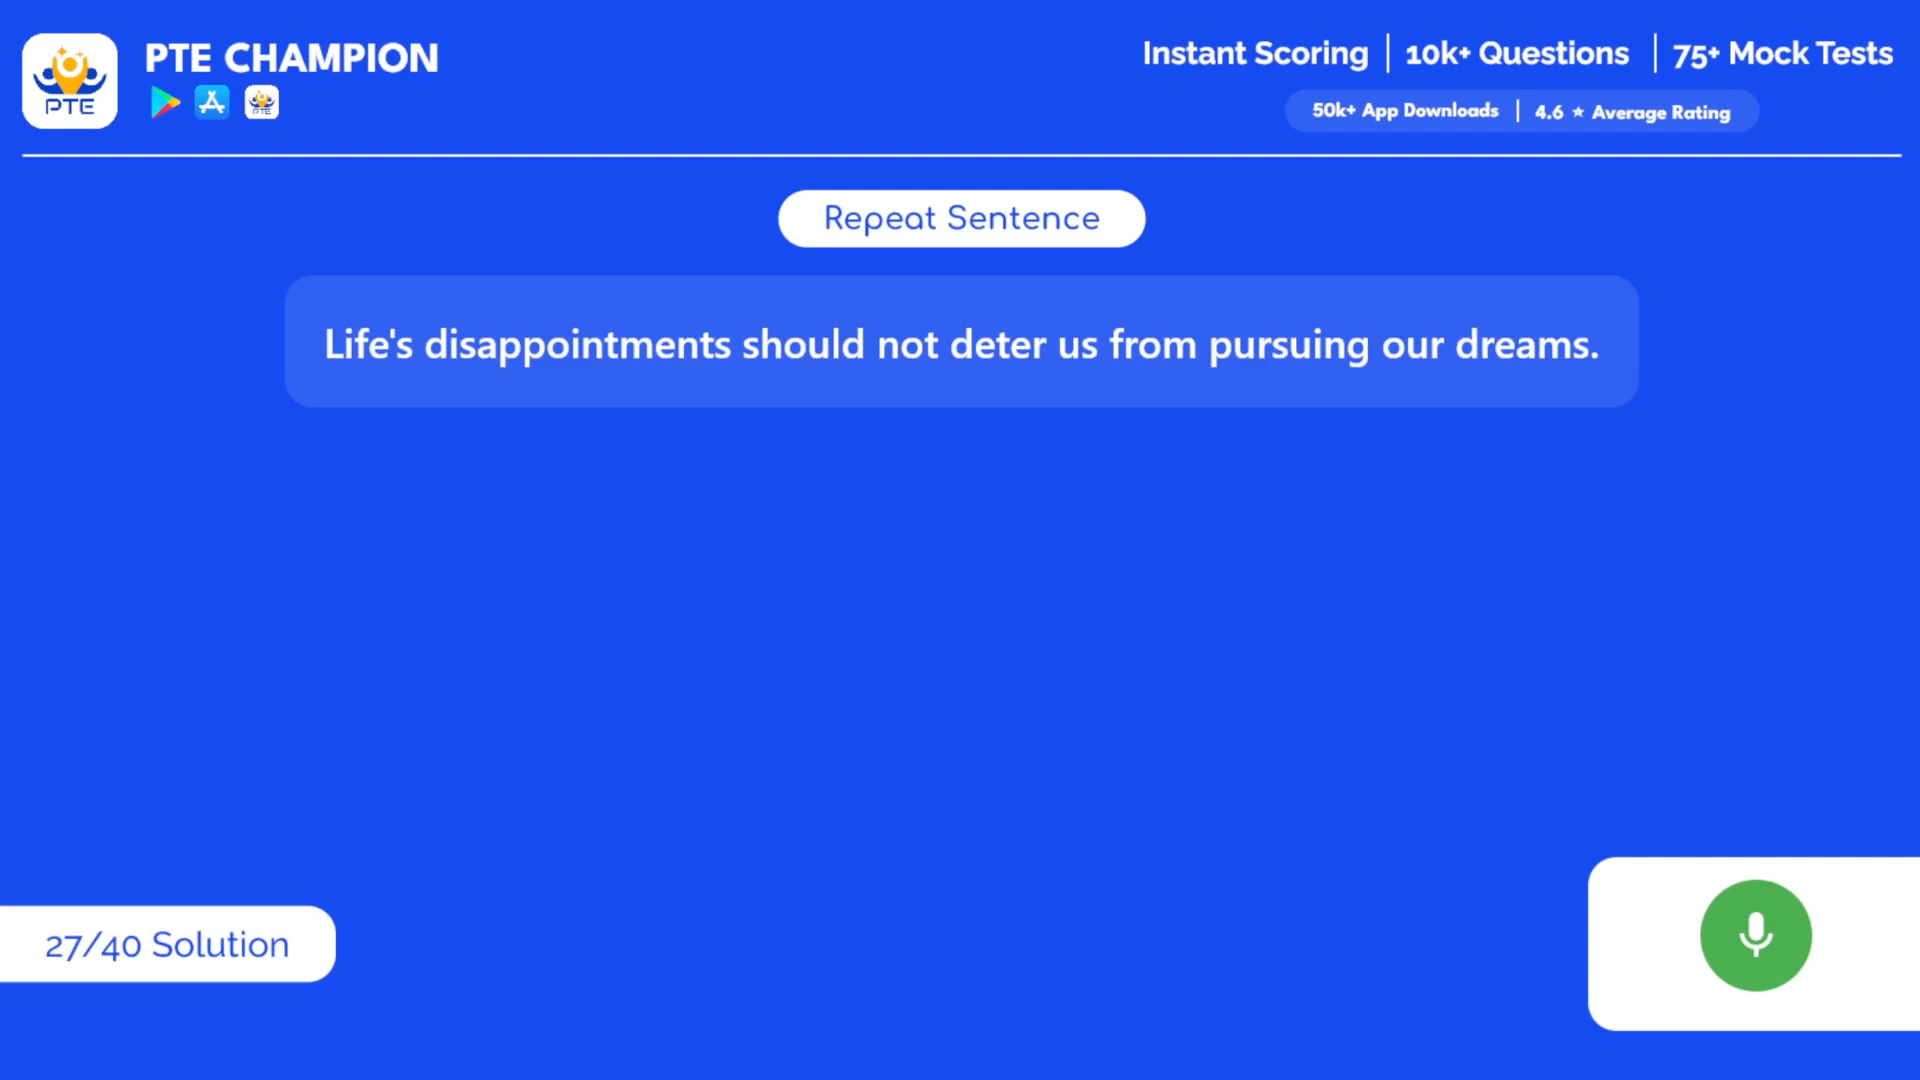 PTE
PTE CHAMPION
PTE
Instant Scoring | 10k+ Questions | 75+ Mock Tests
50k+ App Downloads | 4.6 ★ Average Rating
Repeat Sentence
Life's disappointments should not deter us from pursuing our dreams.
27/40 Solution